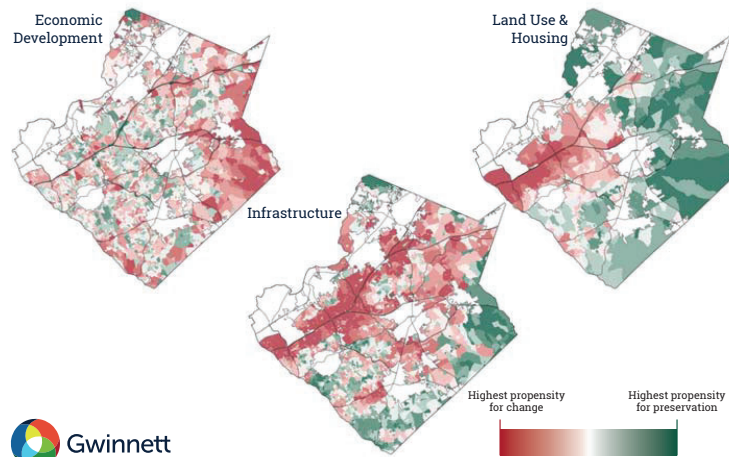 Economic
Development
Land Use &
Housing
Infrastructure
Highest propensity
for change
Highest propensity
for preservation
Gwinnett